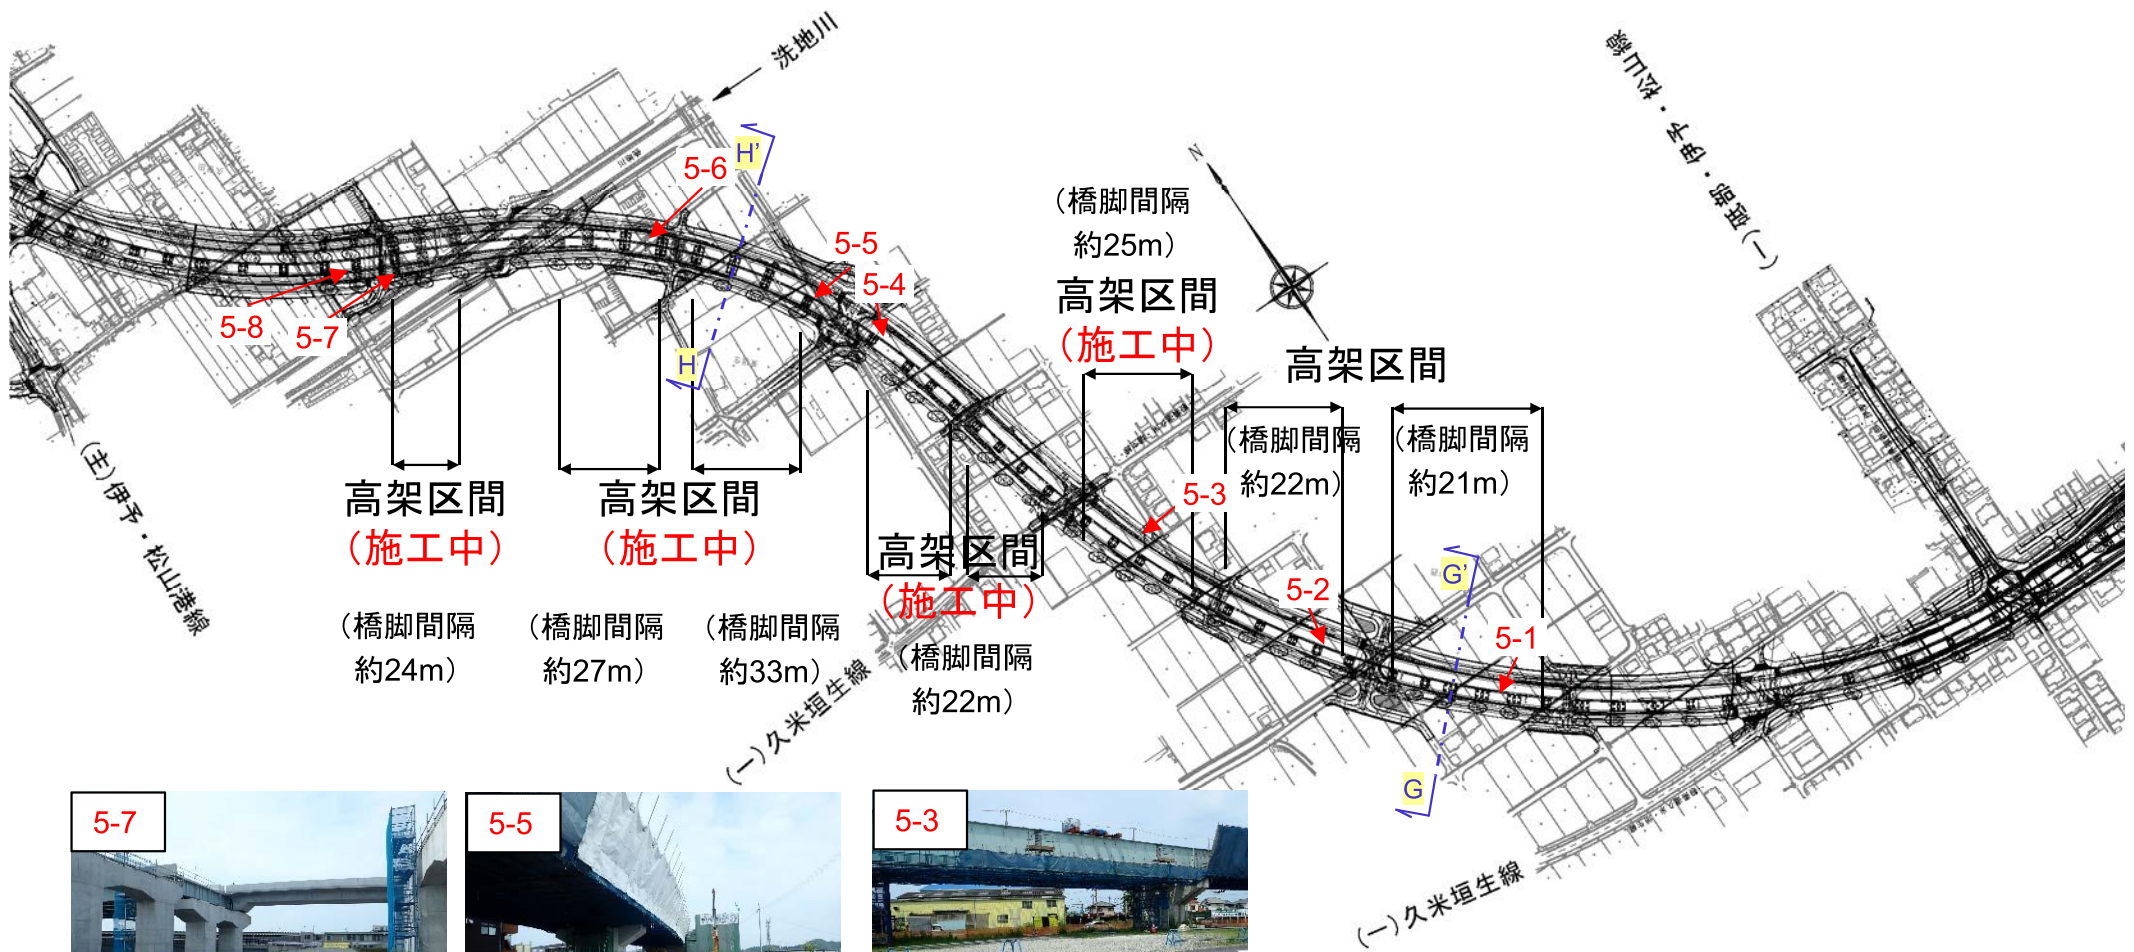 洗地川
(一)砥部・伊予・松山線
H'
5-6
N
（橋脚間隔
約25m）
5-5
5-4
高架区間
（施工中）
5-8
5-7
H
高架区間
（橋脚間隔
約22m）
（橋脚間隔
約21m）
(主)伊予・松山港線
高架区間
（施工中）
高架区間
（施工中）
5-3
高架区間
（施工中）
G'
5-2
5-1
（橋脚間隔
約24m）
（橋脚間隔
約27m）
（橋脚間隔
約33m）
（橋脚間隔
約22m）
(一)久米垣生線
G
(一)久米垣生線
5-7
5-5
5-3